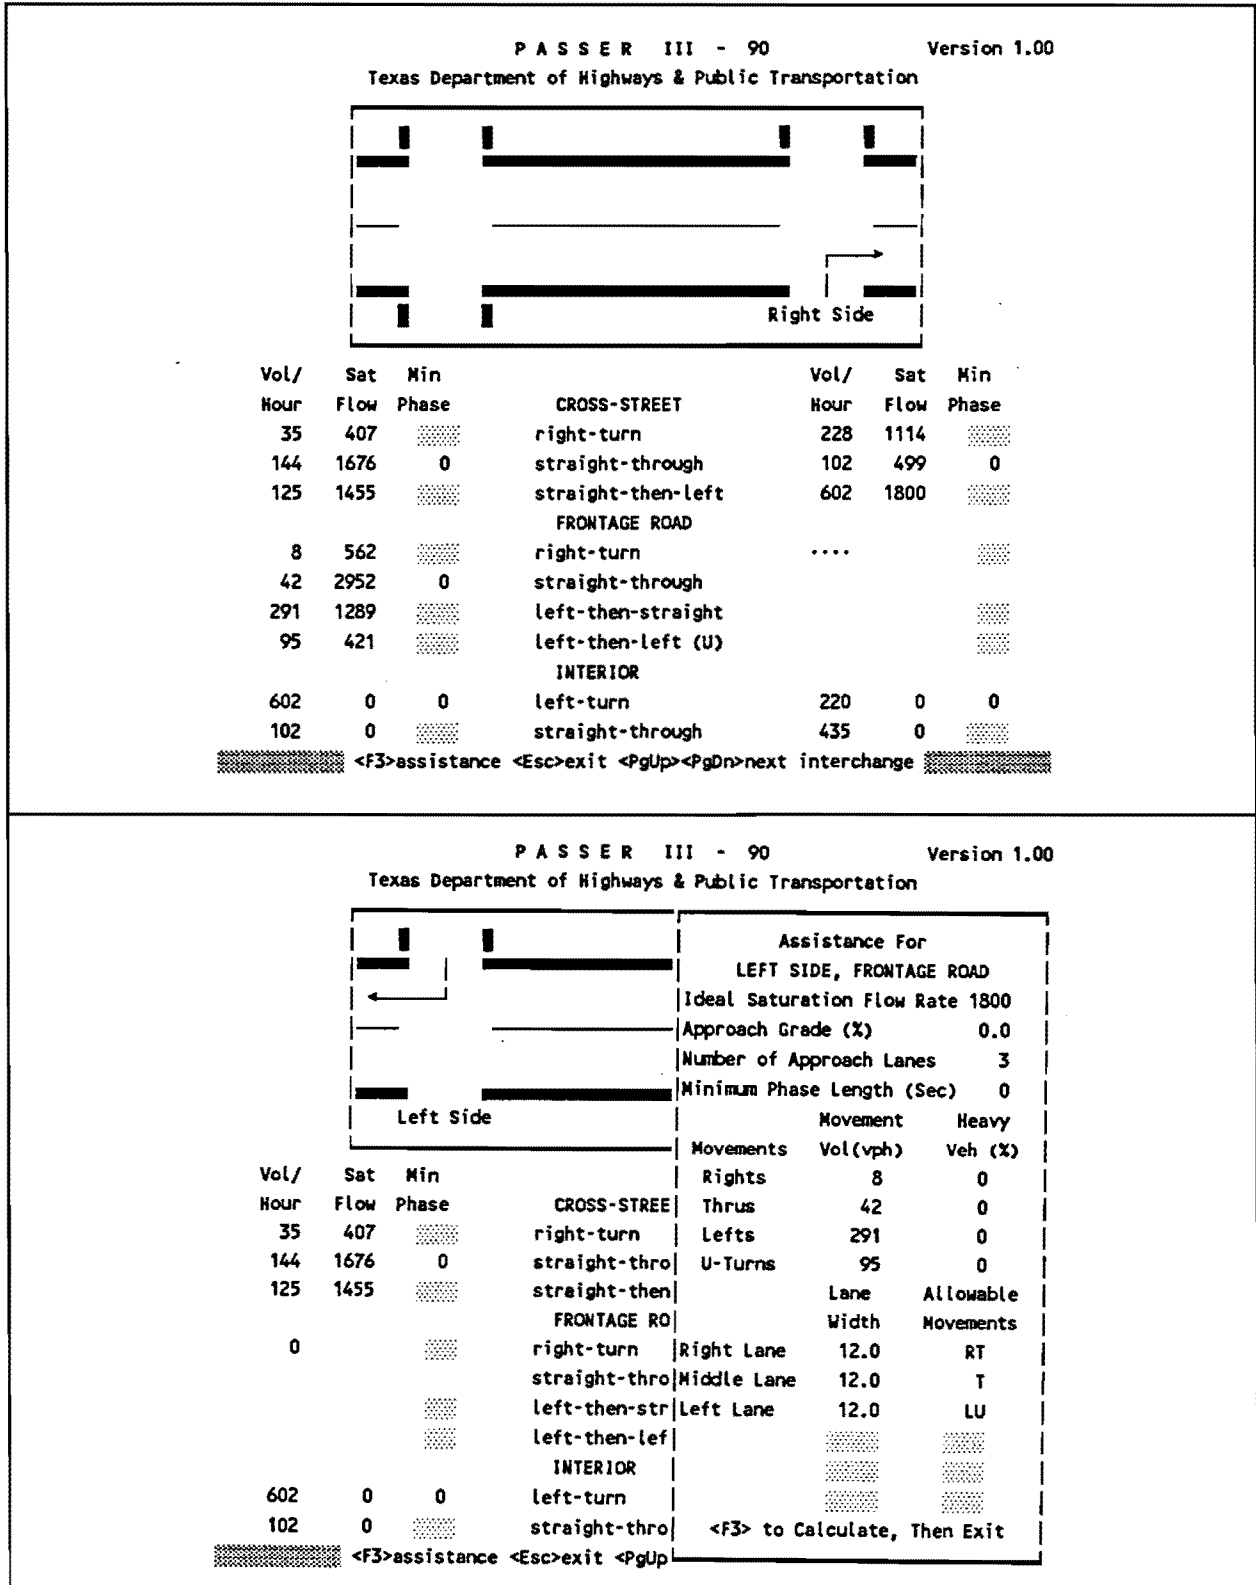 P A S S E R III - 90 Version 1.00
Texas Department of Highways & Public Transportation
Right Side
Vol/ Sat Min Vol/ Sat Min
Hour Flow Phase CROSS-STREET Hour Flow Phase
35 407 right-turn 228 1114
144 1676 0 straight-through 102 499 0
125 1455 straight-then-left 602 1800
FRONTAGE ROAD
8 562 right-turn ....
42 2952 0 straight-through
291 1289 left-then-straight
95 421 left-then-left (U)
INTERIOR
602 0 0 left-turn 220 0 0
102 0 straight-through 435 0
<F3>assistance <Esc>exit <PgUp><PgDn>next interchange
P A S S E R III - 90 Version 1.00
Texas Department of Highways & Public Transportation
Assistance For
LEFT SIDE, FRONTAGE ROAD
Ideal Saturation Flow Rate 1800
Approach Grade (%) 0.0
Number of Approach Lanes 3
Minimum Phase Length (Sec) 0
Left Side Movement Heavy
Movements Vol(vph) Veh (%)
Vol/ Sat Min Rights 8 0
Hour Flow Phase CROSS-STREE Thrus 42 0
35 407 right-turn Lefts 291 0
144 1676 0 straight-thro U-Turns 95 0
125 1455 straight-then Lane Allowable
FRONTAGE RO Width Movements
0 right-turn Right Lane 12.0 RT
straight-thro Middle Lane 12.0 T
left-then-str Left Lane 12.0 LU
left-then-lef
INTERIOR
602 0 0 left-turn
102 0 straight-thro <F3> to Calculate, Then Exit
<F3>assistance <Esc>exit <PgUp